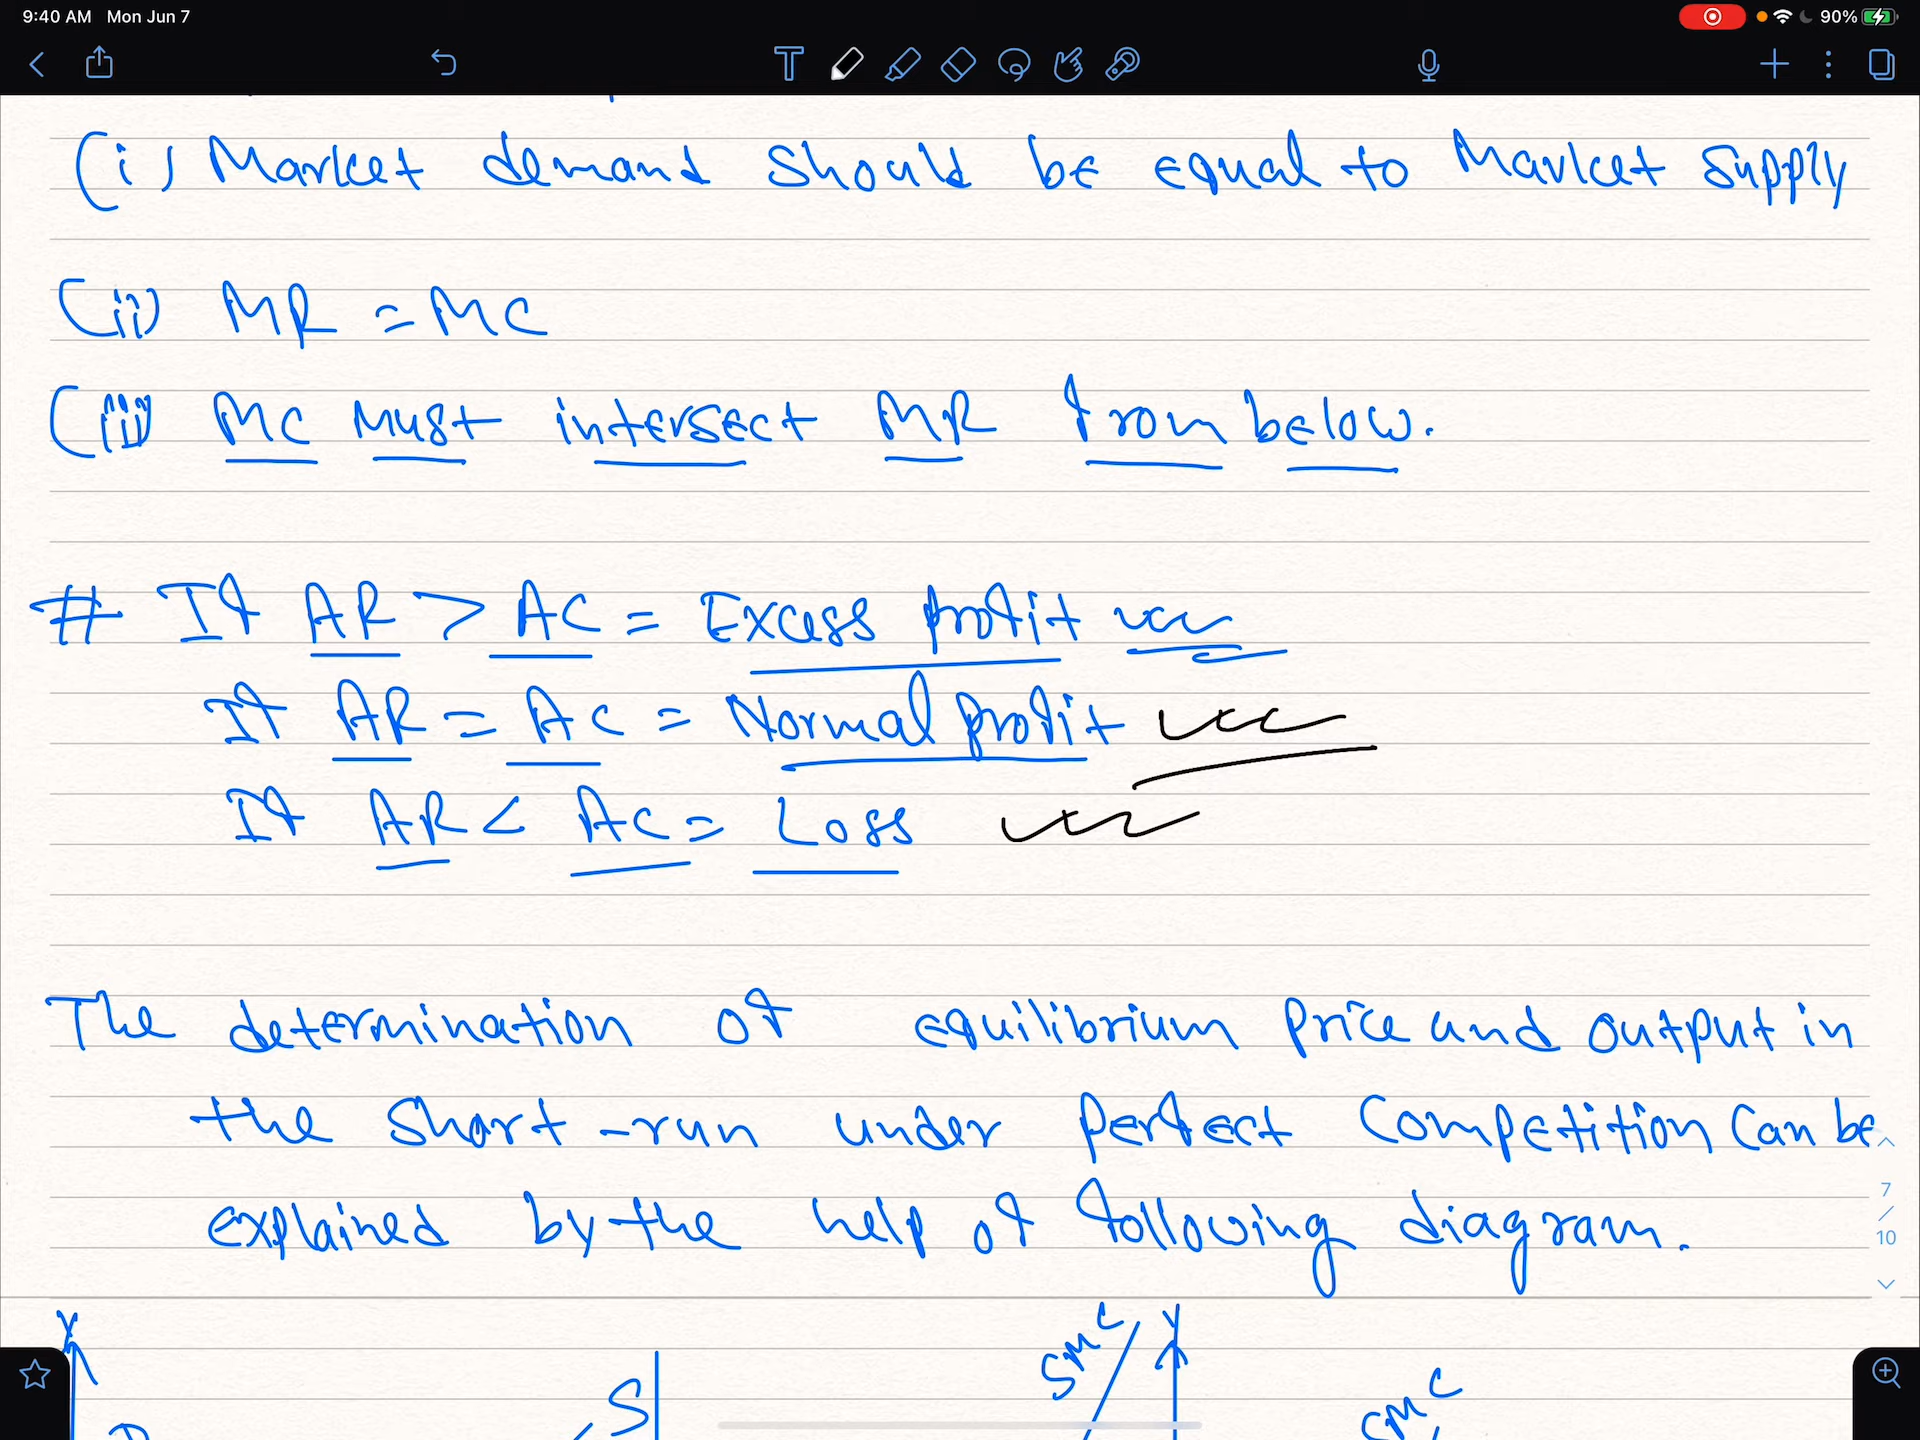 9:40 AM Mon Jun 7
90%
(i) Market demand should be equal to Market supply
(ii) MR = MC
(iii) MC Must intersect MR from below.
# If AR > AC = Excess profit
If AR = AC = Normal profit
If AR < AC = Loss
The determination of equilibrium price and output in
the short-run under perfect competition can be
explained by the help of following diagram.
7
/
10
Y
SMC
Y
S
SMC
D